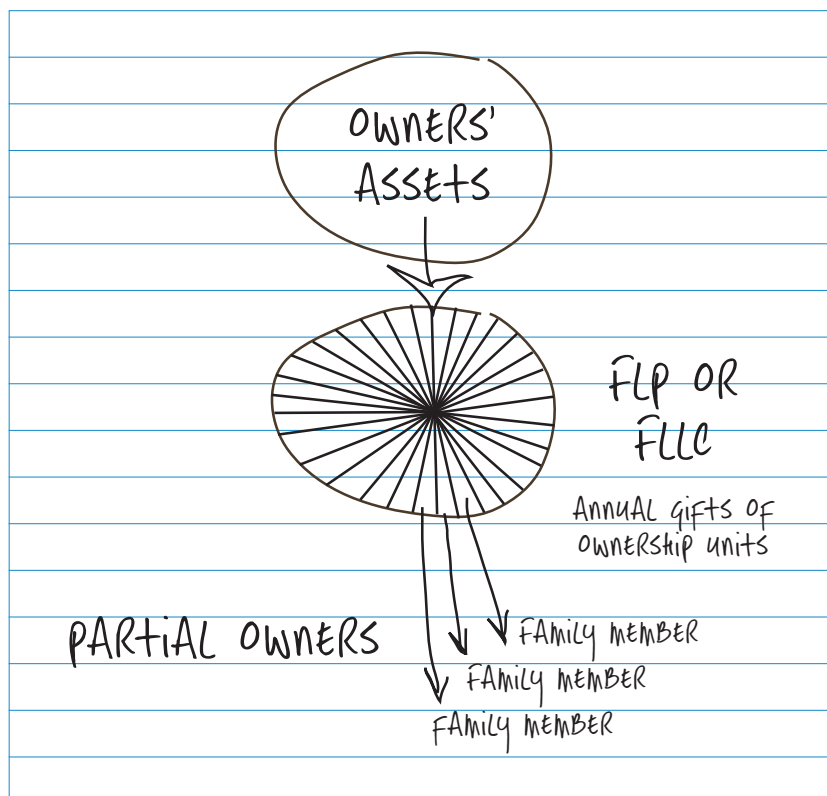 OWNERS'
ASSETS
FLP OR
FLLC
ANNUAL GIFTS OF
OWNERSHIP UNITS
PARTIAL OWNERS
FAMILY MEMBER
FAMILY MEMBER
FAMILY MEMBER